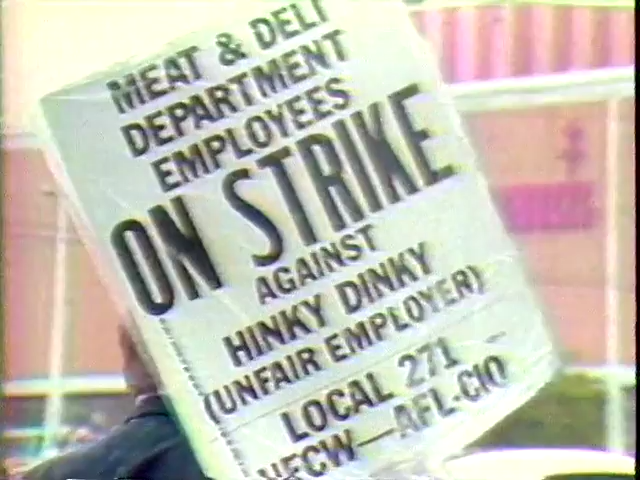 MEAT & DELI
DEPARTMENT
EMPLOYEES
ON STRIKE
AGAINST
HINKY DINKY
(UNFAIR EMPLOYER)
LOCAL 271
UFCW—AFL-CIO